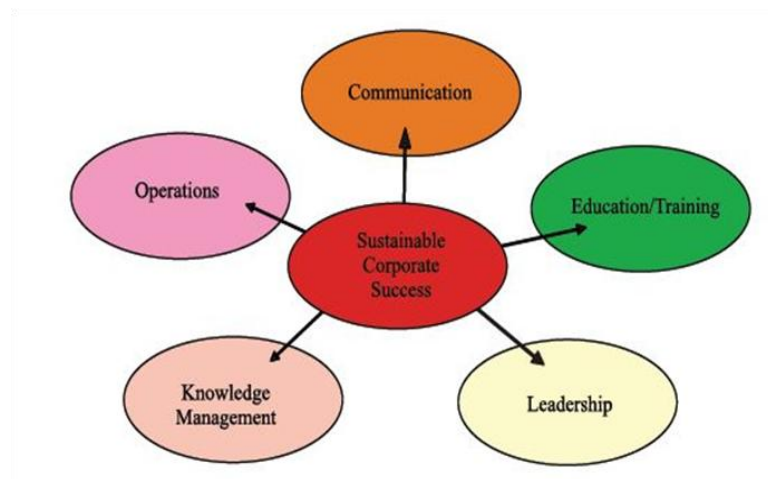 Communication
Operations
Education/Training
Sustainable
Corporate
Success
Knowledge
Management
Leadership